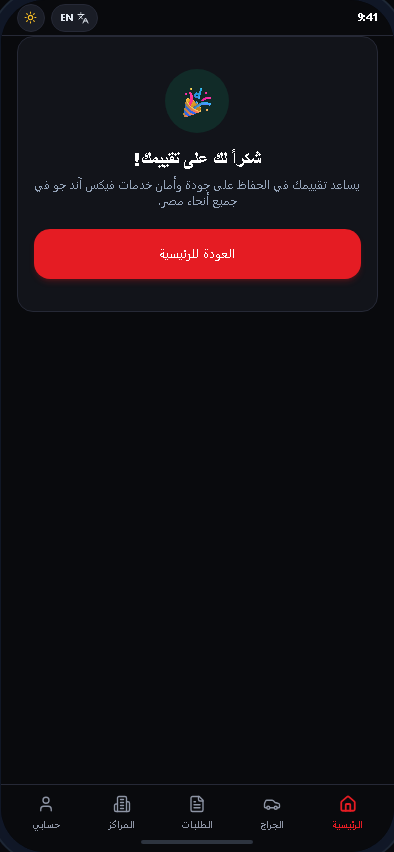 9:41
EN
شكراً لك على تقييمك!
يساعد تقييمك في الحفاظ على جودة وأمان خدمات فيكس آند جو في
جميع أنحاء مصر.
العودة للرئيسية
الرئيسية
الجراج
الطلبات
المراكز
حسابي